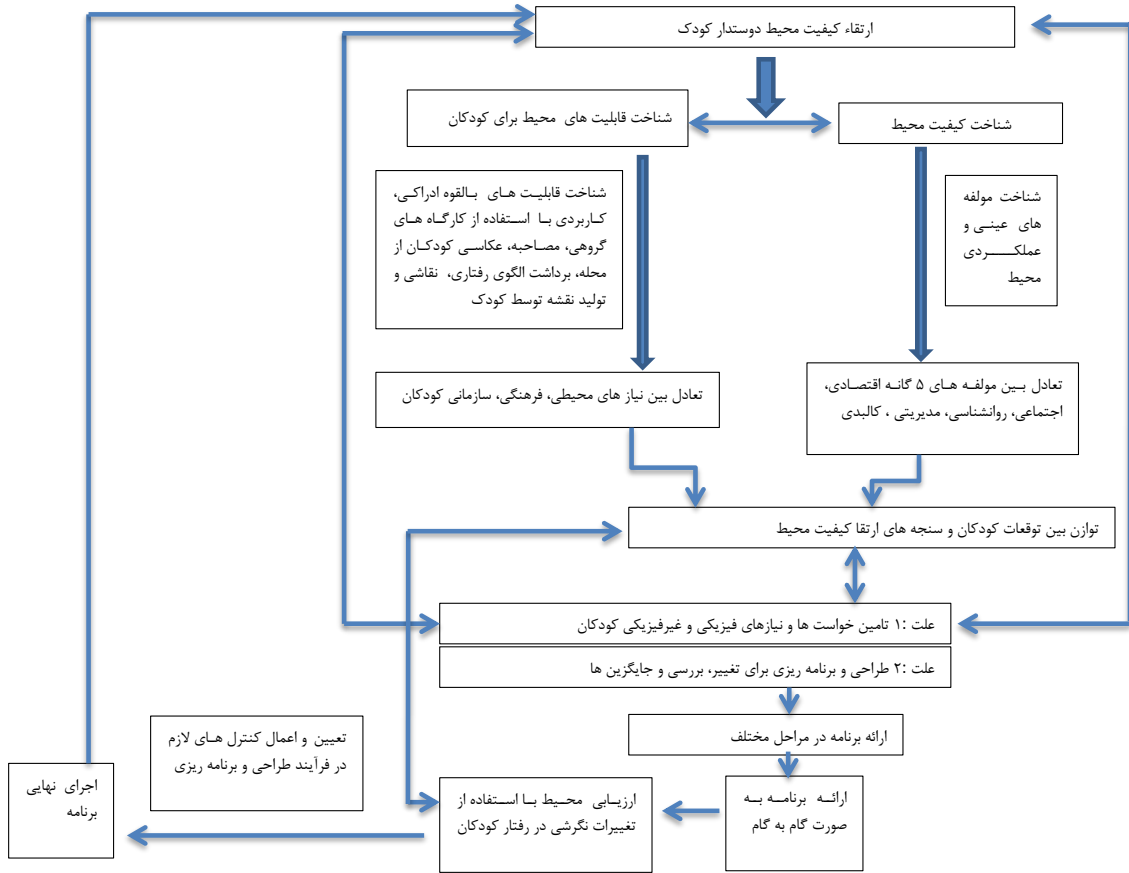 ارتقاء کیفیت محیط دوستدار کودک
شناخت کیفیت محیط
شناخت قابلیت های محیط برای کودکان
شناخت مولفه
های عینی و
عملکردی
محیط
شناخت قابلیت های بالقوه ادراکی،
کاربردی با استفاده از کارگاه های
گروهی، مصاحبه، عکاسی کودکان از
محله، برداشت الگوی رفتاری، نقاشی و
تولید نقشه توسط کودک
تعادل بین مولفه های ۵ گانه اقتصادی،
اجتماعی، روانشناسی، مدیریتی ، کالبدی
تعادل بین نیاز های محیطی، فرهنگی، سازمانی کودکان
توازن بین توقعات کودکان و سنجه های ارتقا کیفیت محیط
علت :۱ تامین خواست ها و نیازهای فیزیکی و غیرفیزیکی کودکان
علت :۲ طراحی و برنامه ریزی برای تغییر، بررسی و جایگزین ها
ارائه برنامه در مراحل مختلف
ارائه برنامه به
صورت گام به گام
ارزیابی محیط با استفاده از
تغییرات نگرشی در رفتار کودکان
تعیین و اعمال کنترل های لازم
در فرآیند طراحی و برنامه ریزی
اجرای نهایی
برنامه